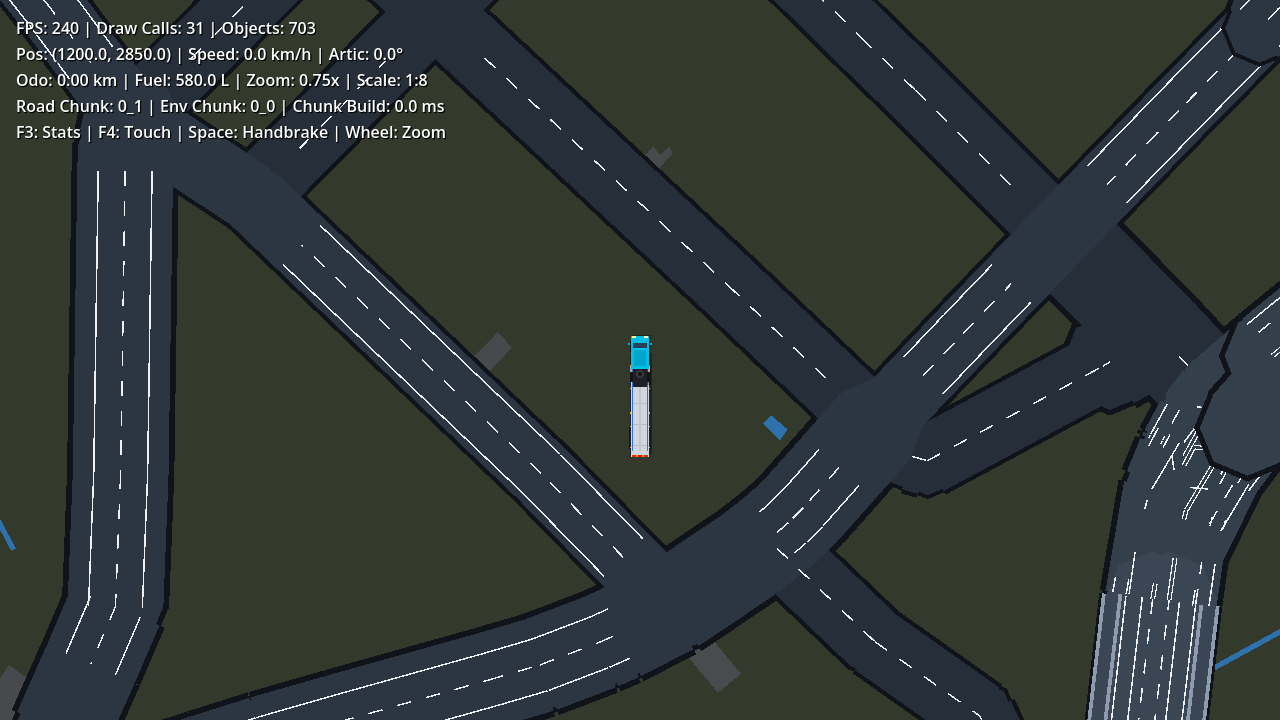 FPS: 240 | Draw Calls: 31 | Objects: 703
Pos: (1200.0, 2850.0) | Speed: 0.0 km/h | Artic: 0.0°
Odo: 0.00 km | Fuel: 580.0 L | Zoom: 0.75x | Scale: 1:8
Road Chunk: 0_1 | Env Chunk: 0_0 | Chunk Build: 0.0 ms
F3: Stats | F4: Touch | Space: Handbrake | Wheel: Zoom